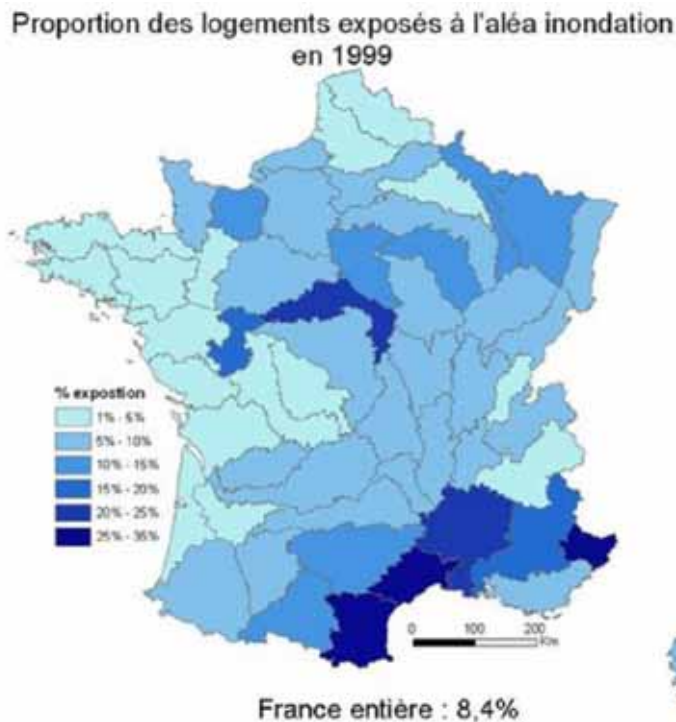 Proportion des logements exposés à l'aléa inondation
en 1999
% expostion
1% - 5%
5% - 10%
10% - 15%
15% - 20%
20% - 25%
25% - 35%
0 100 200
Km
France entière : 8,4%